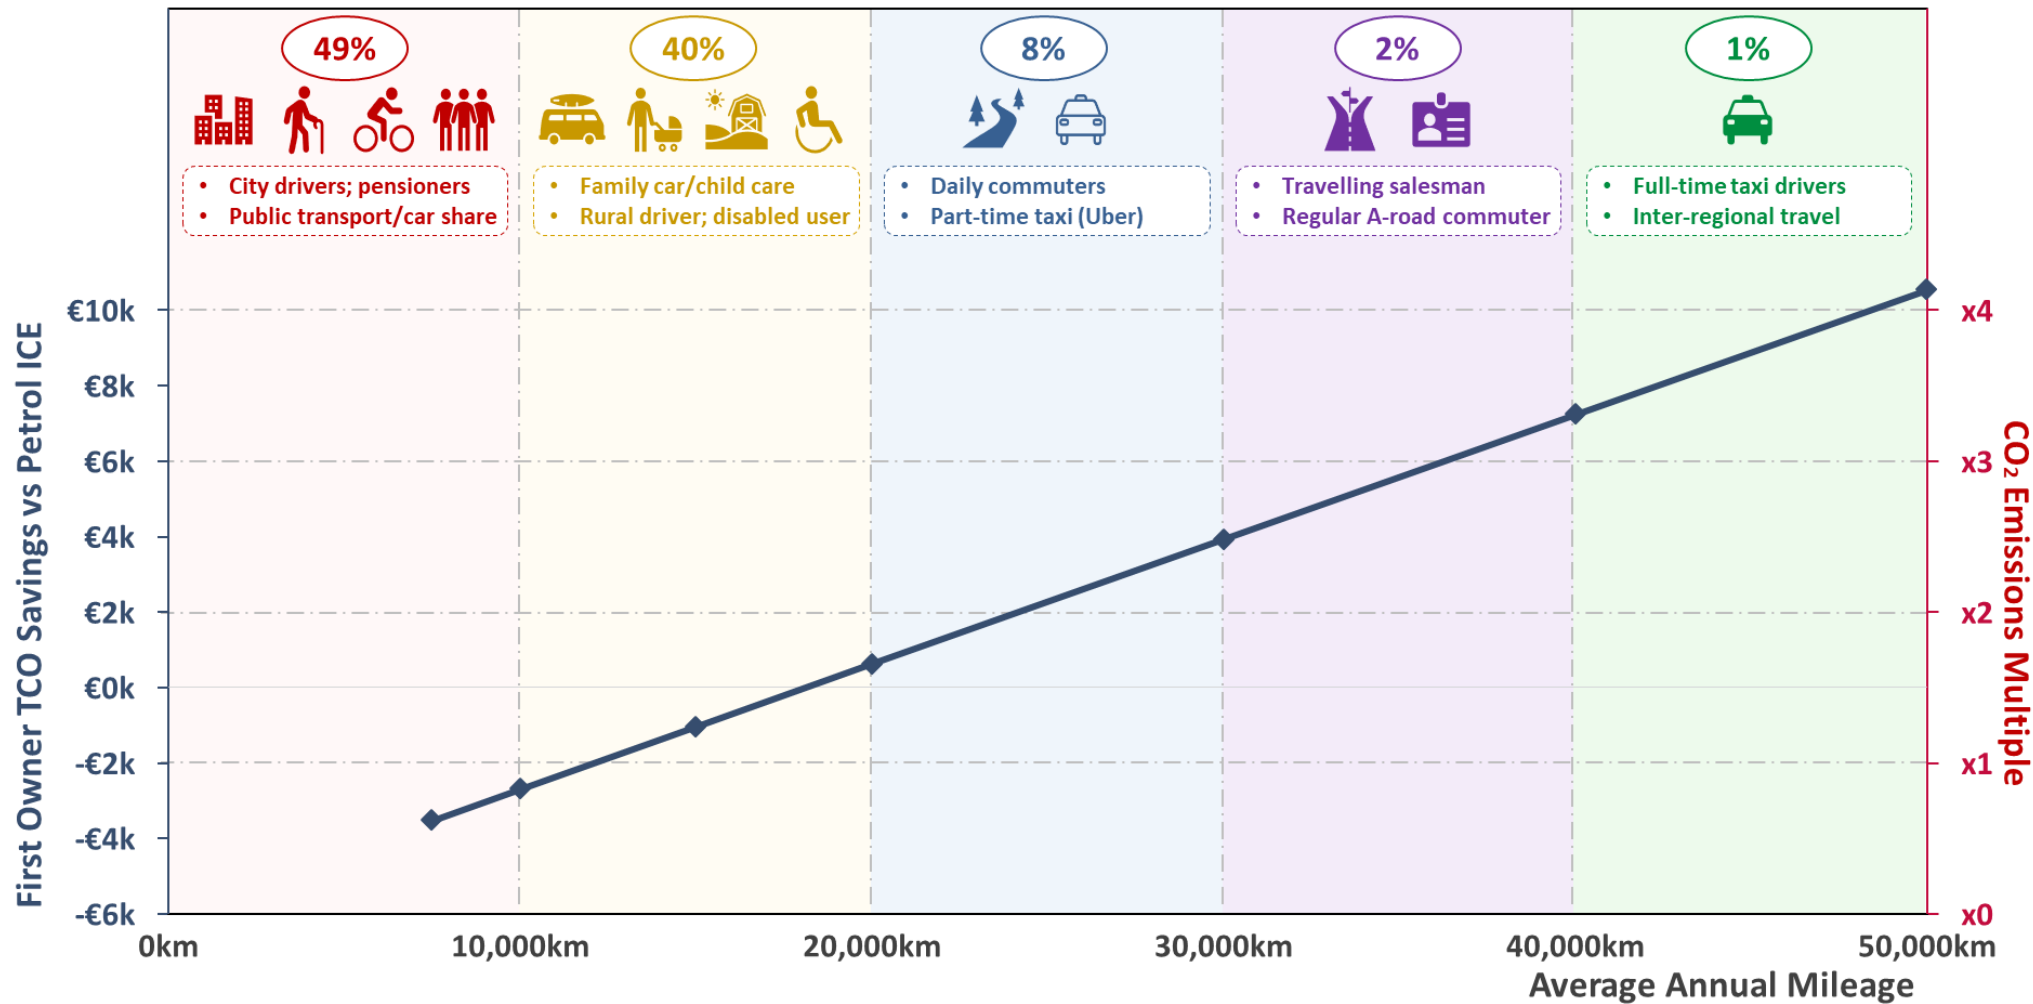 49%
40%
8%
2%
1%
• City drivers; pensioners
• Public transport/car share
• Family car/child care
• Rural driver; disabled user
• Daily commuters
• Part-time taxi (Uber)
• Travelling salesman
• Regular A-road commuter
• Full-time taxi drivers
• Inter-regional travel
First Owner TCO Savings vs Petrol ICE
€10k
€8k
€6k
€4k
€2k
€0k
-€2k
-€4k
-€6k
x4
x3
x2
x1
x0
CO₂ Emissions Multiple
0km
10,000km
20,000km
30,000km
40,000km
50,000km
Average Annual Mileage